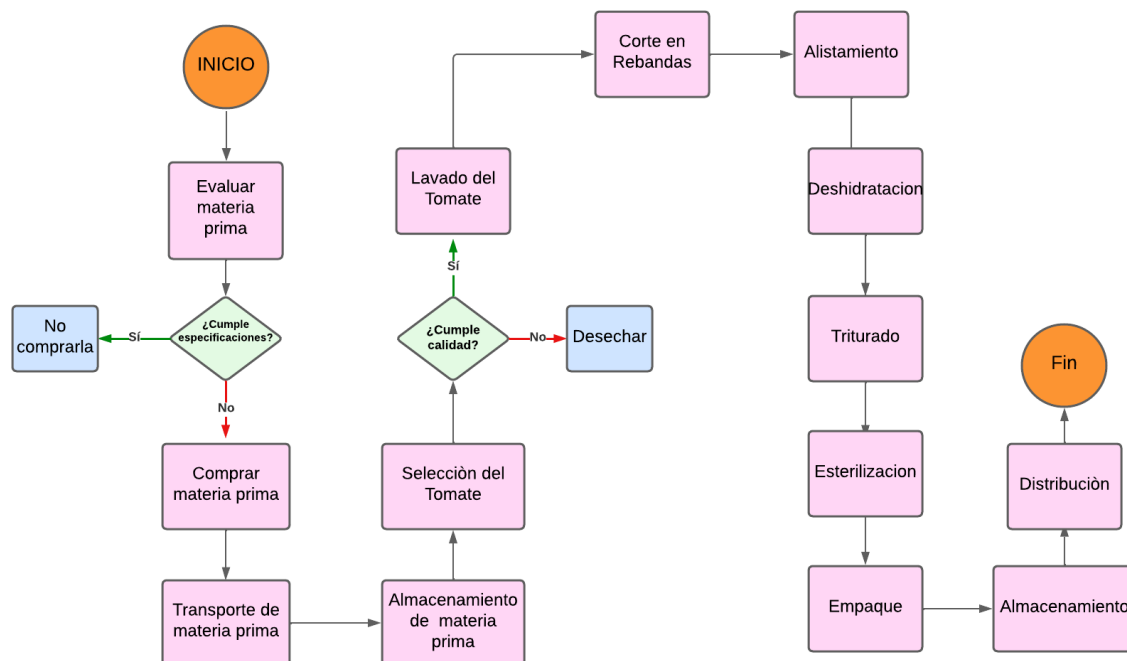 INICIO
Evaluar
materia
prima
¿Cumple
especificaciones?
Sí
No
comprarla
No
Comprar
materia prima
Transporte de
materia prima
Almacenamiento
de materia
prima
Selecciòn del
Tomate
¿Cumple
calidad?
No
Desechar
Sí
Lavado del
Tomate
Corte en
Rebandas
Alistamiento
Deshidratacion
Triturado
Esterilizacion
Empaque
Almacenamiento
Distribuciòn
Fin